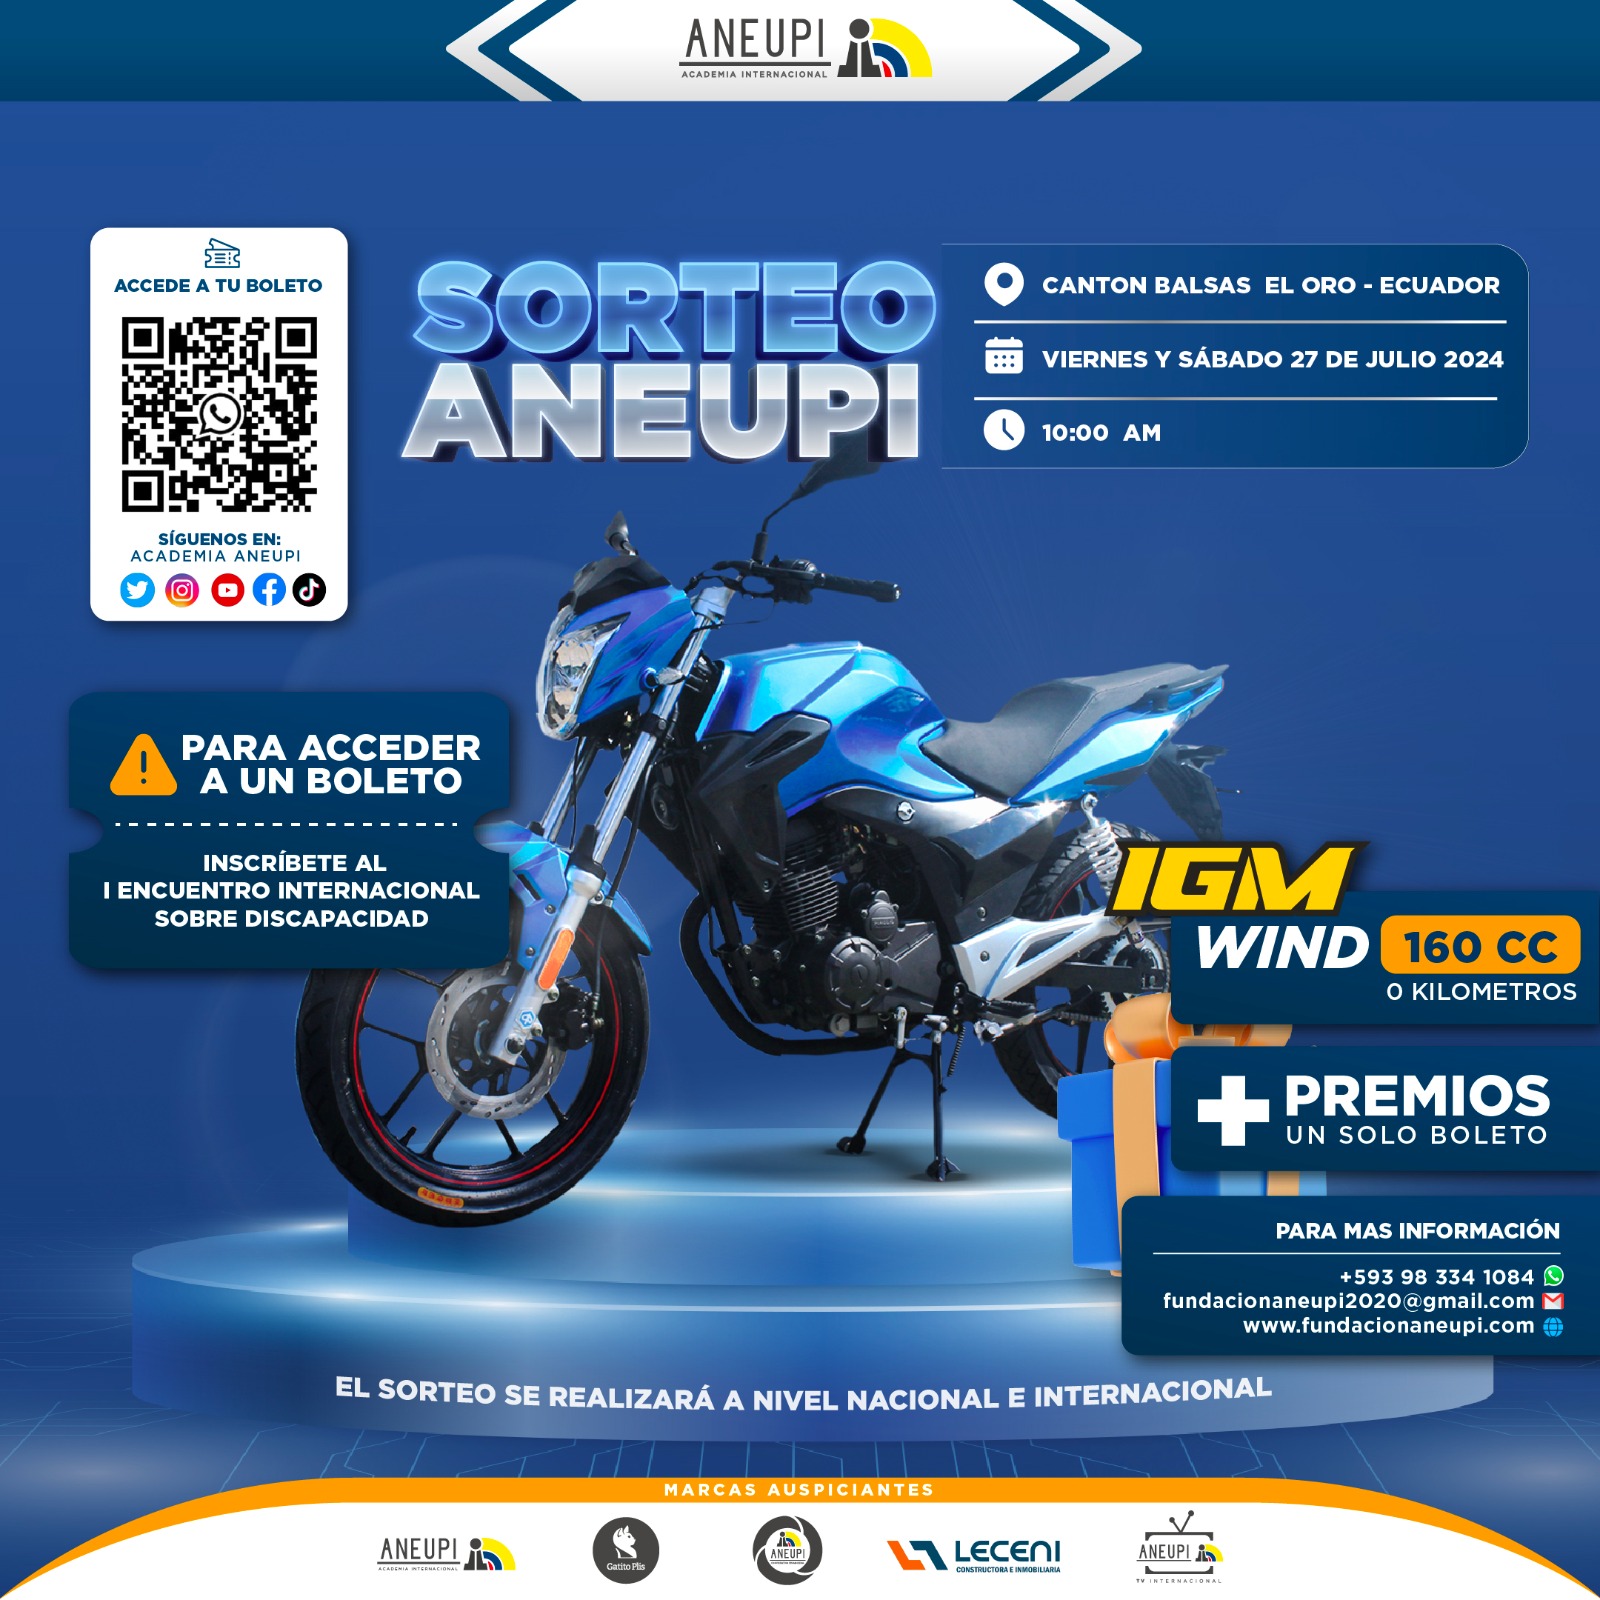 ANEUPI
ACADEMIA INTERNACIONAL
ACCEDE A TU BOLETO
SÍGUENOS EN:
ACADEMIA ANEUPI
SORTEO
ANEUPI
CANTON BALSAS EL ORO - ECUADOR
VIERNES Y SÁBADO 27 DE JULIO 2024
10:00 AM
PARA ACCEDER
A UN BOLETO
INSCRÍBETE AL
I ENCUENTRO INTERNACIONAL
SOBRE DISCAPACIDAD
IGM
WIND 160 CC
0 KILOMETROS
+ PREMIOS
UN SOLO BOLETO
PARA MAS INFORMACIÓN
+593 98 334 1084
fundacionaneupi2020@gmail.com
www.fundacionaneupi.com
EL SORTEO SE REALIZARÁ A NIVEL NACIONAL E INTERNACIONAL
MARCAS AUSPICIANTES
ANEUPI
ACADEMIA INTERNACIONAL
Gatito Plis
ANEUPI
LECENI
CONSTRUCTORA E INMOBILIARIA
ANEUPI
TV INTERNACIONAL